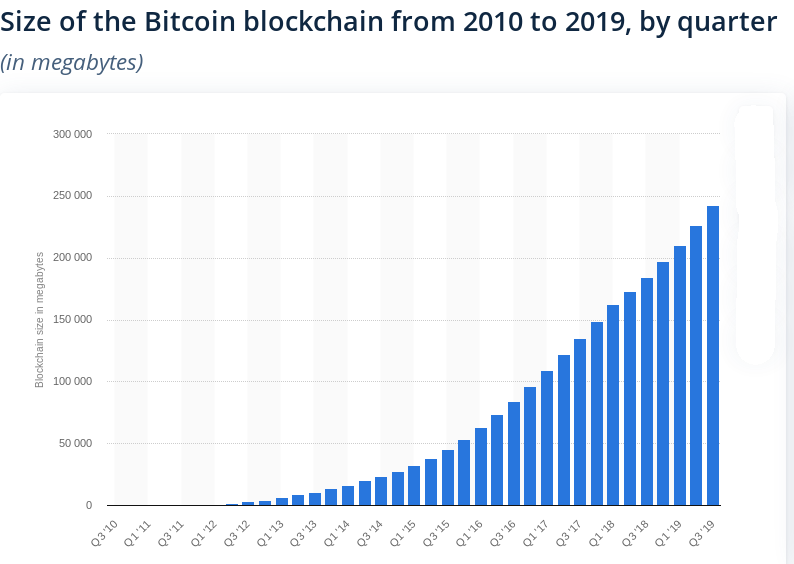 Size of the Bitcoin blockchain from 2010 to 2019, by quarter
(in megabytes)
300 000
250 000
200 000
150 000
100 000
50 000
0
Blockchain size in megabytes
Q3 '10
Q1 '11
Q3 '11
Q1 '12
Q3 '12
Q1 '13
Q3 '13
Q1 '14
Q3 '14
Q1 '15
Q3 '15
Q1 '16
Q3 '16
Q1 '17
Q3 '17
Q1 '18
Q3 '18
Q1 '19
Q3 '19